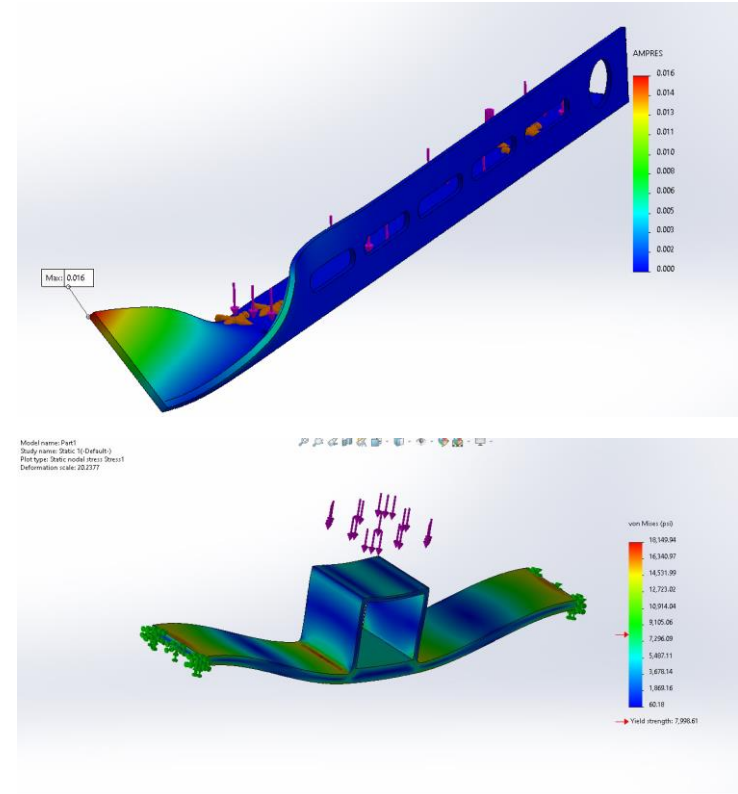 AMPRES
0.016
0.014
0.013
0.011
0.010
0.008
0.006
0.005
0.003
0.002
0.000
Max: 0.016
Model name: Part1
Study name: Static 1(-Default-)
Plot type: Static nodal stress Stress1
Deformation scale: 20.2377
von Mises (psi)
18,149.94
16,340.97
14,531.99
12,723.02
10,914.04
9,105.06
7,296.09
5,487.11
3,678.14
1,869.16
60.18
Yield strength: 7,998.61